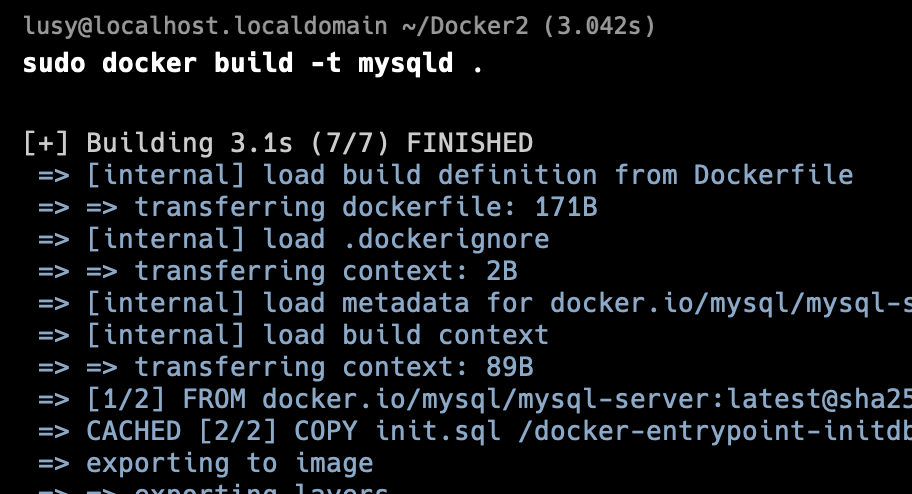 lusy@localhost.localdomain ~/Docker2 (3.042s)
sudo docker build -t mysqld .
[+] Building 3.1s (7/7) FINISHED
=> [internal] load build definition from Dockerfile
=> => transferring dockerfile: 171B
=> [internal] load .dockerignore
=> => transferring context: 2B
=> [internal] load metadata for docker.io/mysql/mysql-s
=> [internal] load build context
=> => transferring context: 89B
=> [1/2] FROM docker.io/mysql/mysql-server:latest@sha25
=> CACHED [2/2] COPY init.sql /docker-entrypoint-initdb
=> exporting to image
=> => exporting layers